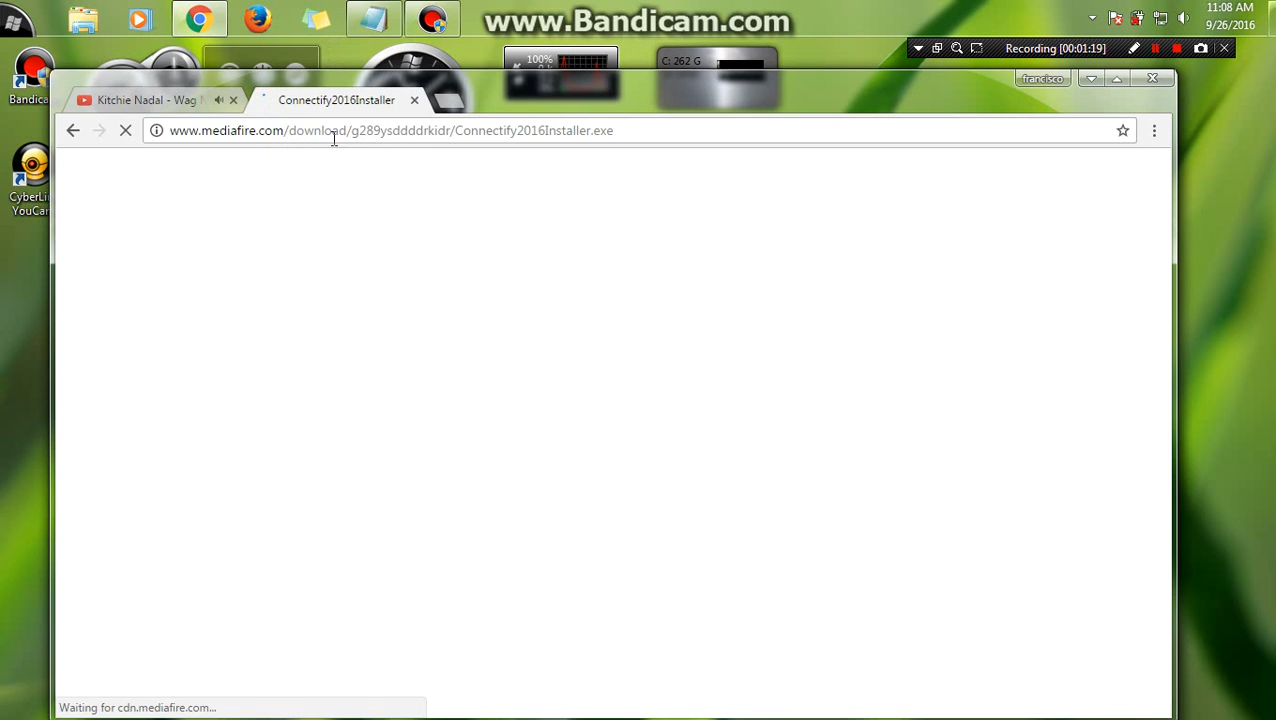 www.Bandicam.com
11:08 AM
9/26/2016
Recording [00:01:19]
100%
C: 262 G
francisco
Bandica
Kitchie Nadal - Wag
Connectify2016Installer
www.mediafire.com/download/g289ysddddrkidr/Connectify2016Installer.exe
CyberLi
YouCar
Waiting for cdn.mediafire.com...